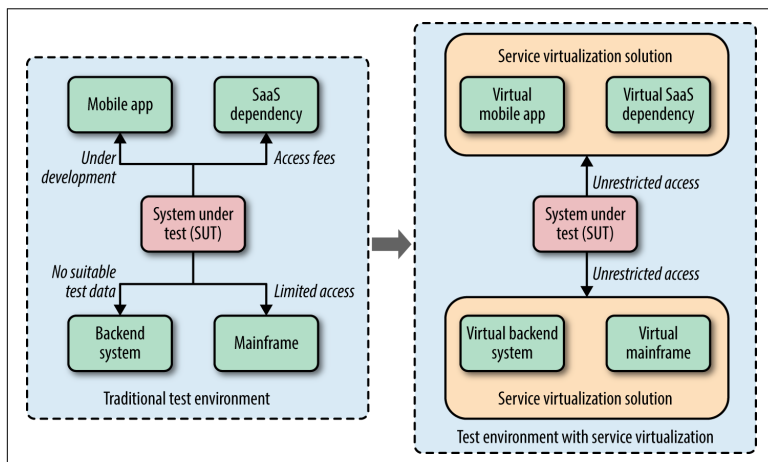 Mobile app
SaaS
dependency
Under
development
Access fees
System under
test (SUT)
No suitable
test data
Limited access
Backend
system
Mainframe
Traditional test environment
Service virtualization solution
Virtual
mobile app
Virtual SaaS
dependency
Unrestricted access
System under
test (SUT)
Unrestricted access
Virtual backend
system
Virtual
mainframe
Service virtualization solution
Test environment with service virtualization